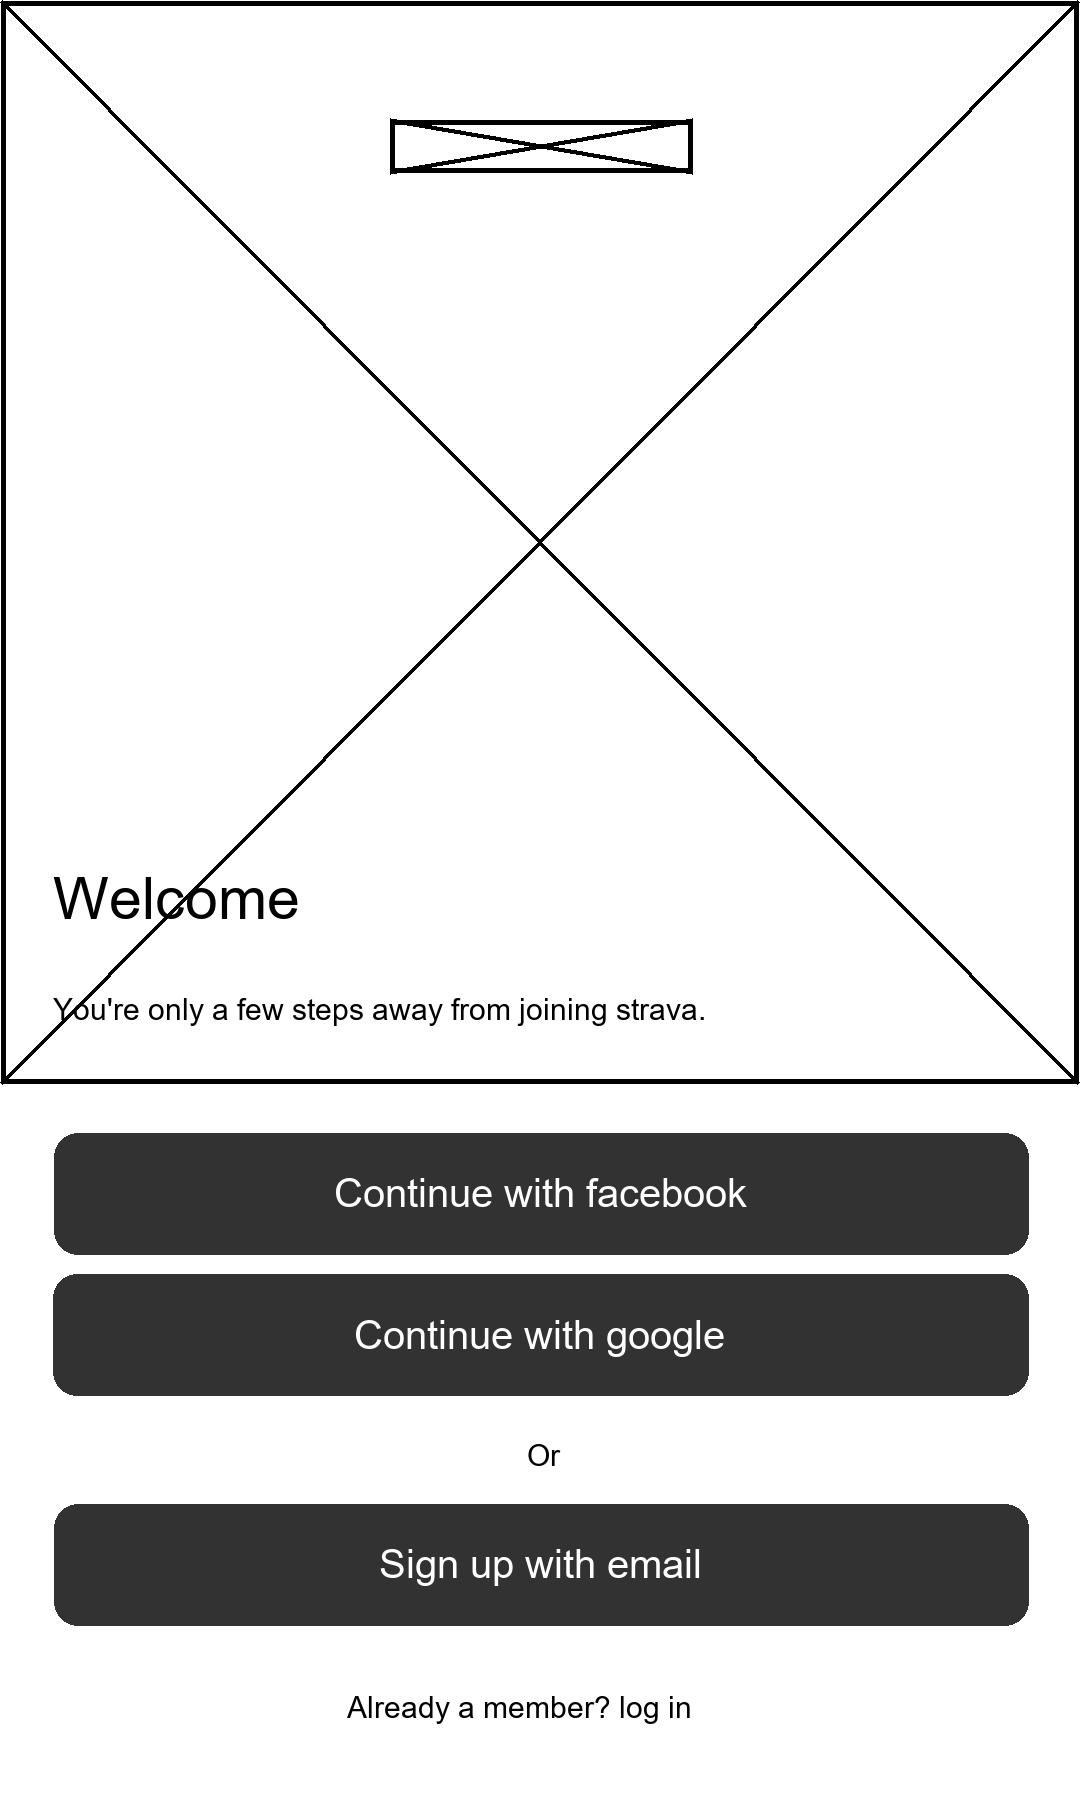 Welcome
You're only a few steps away from joining strava.
Continue with facebook
Continue with google
Or
Sign up with email
Already a member? log in